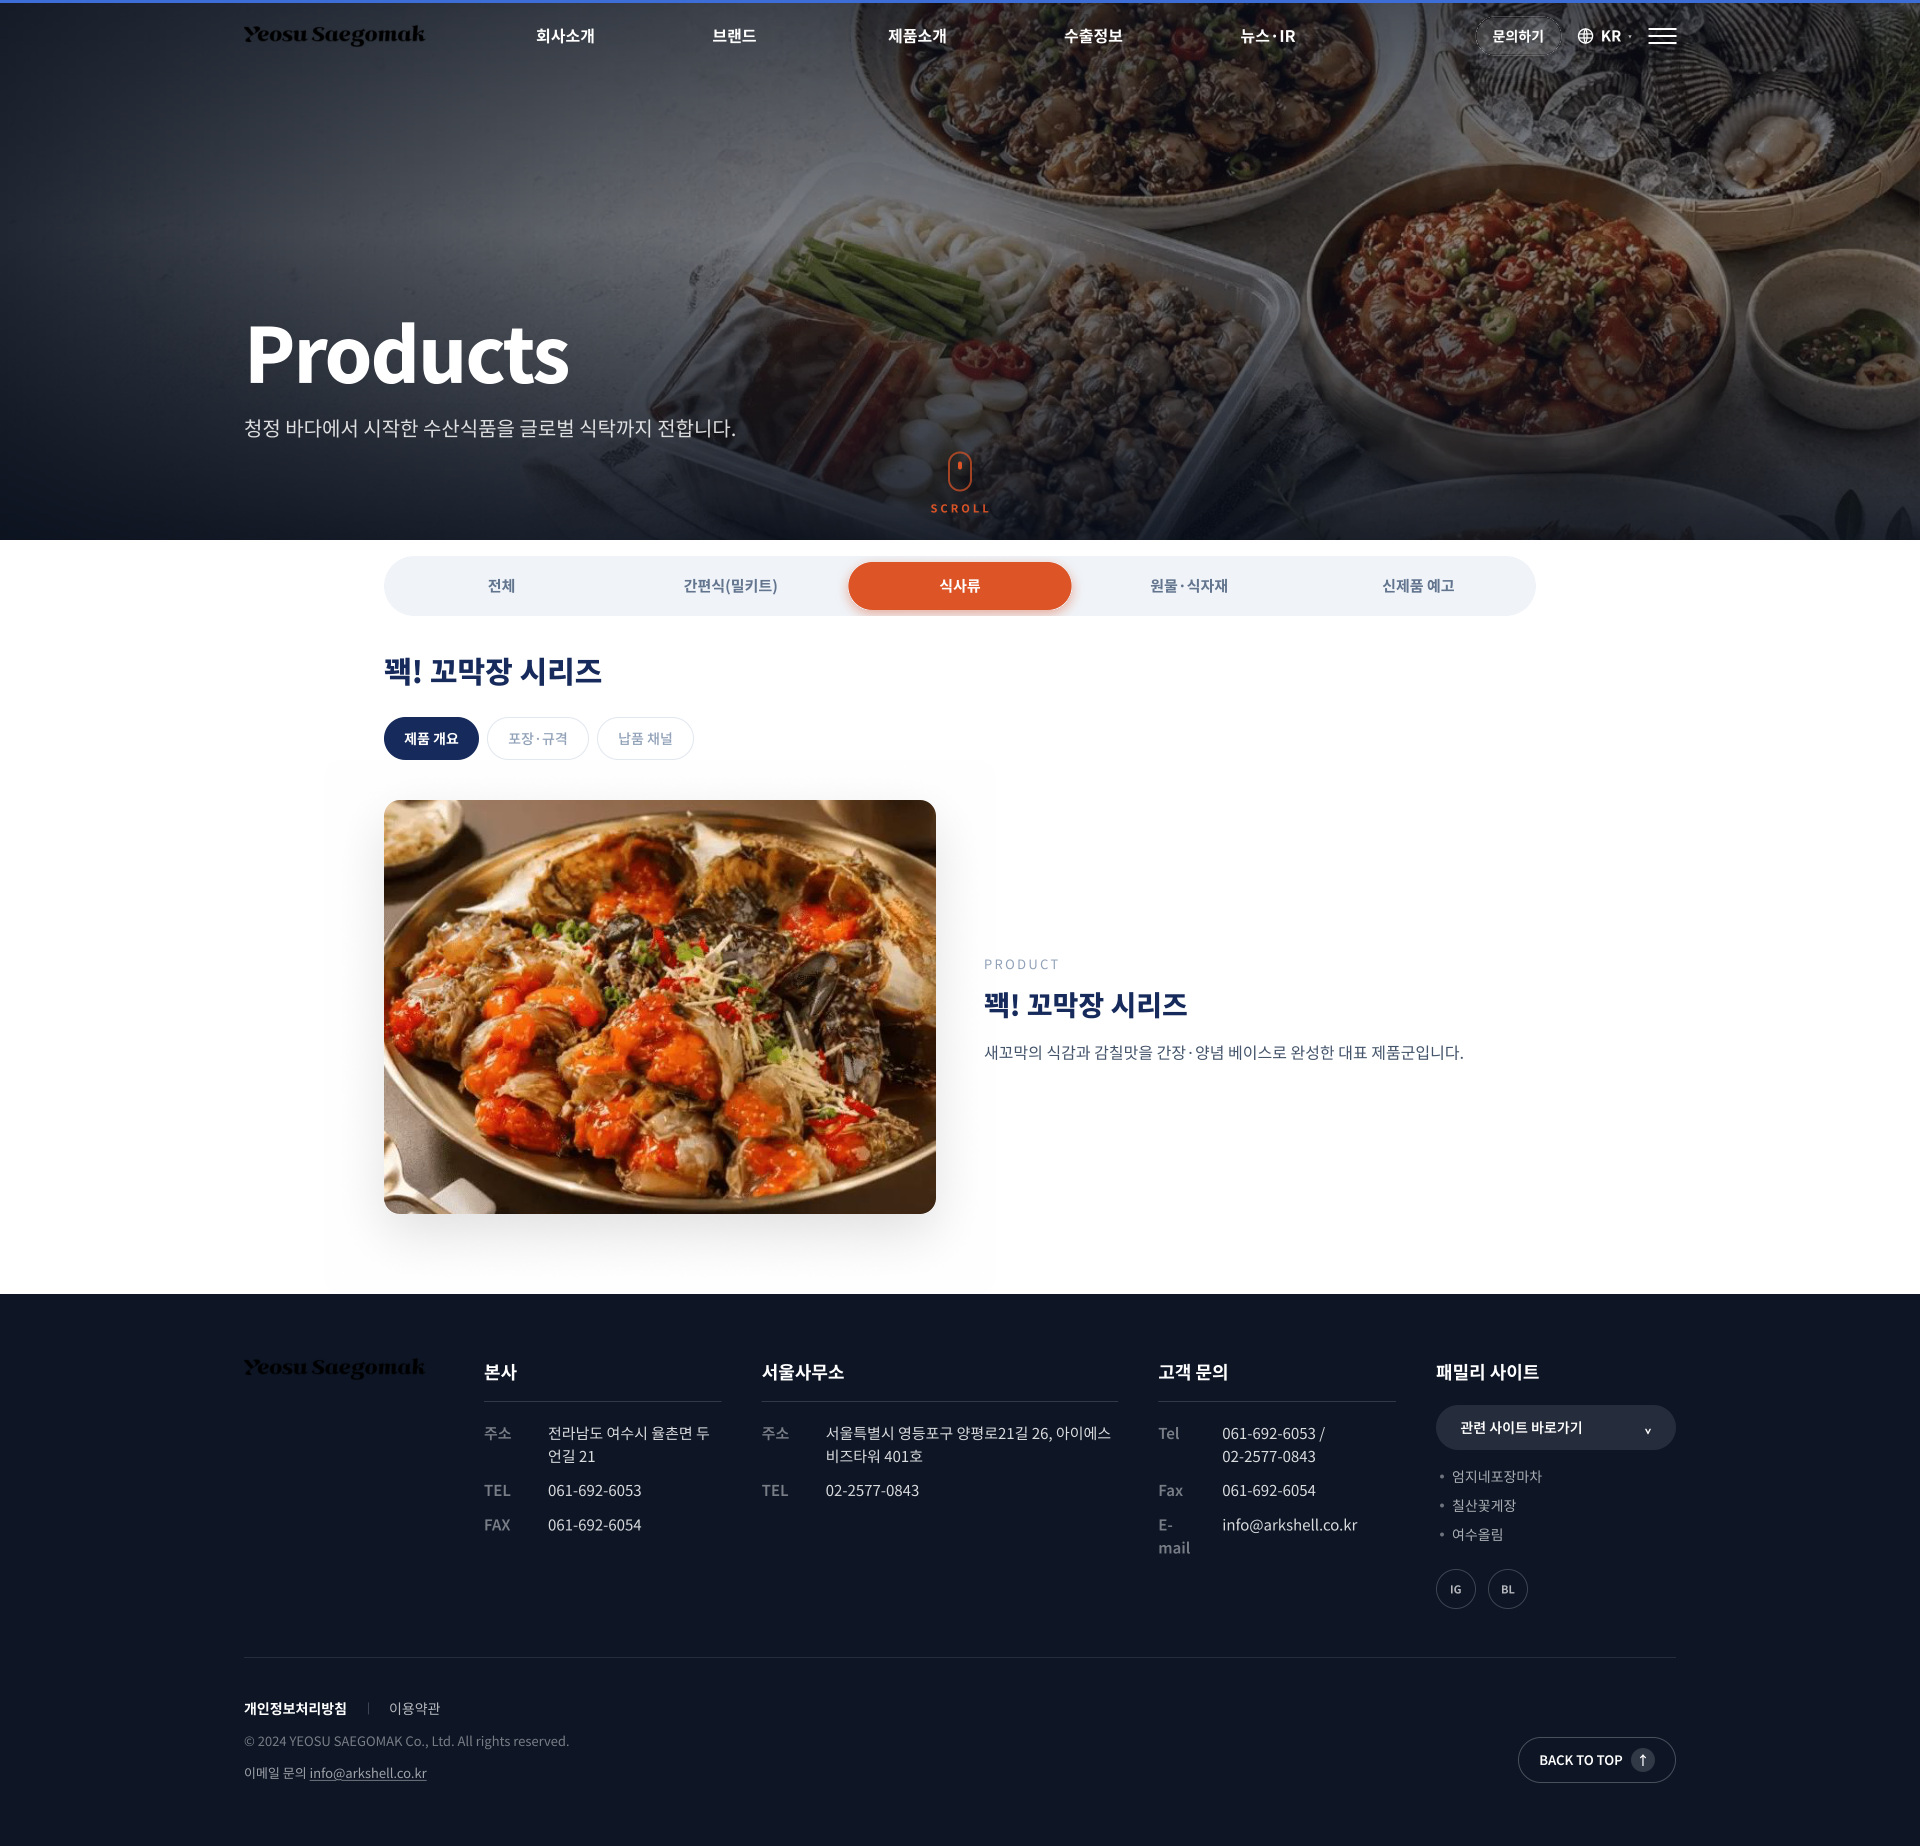 Yeosu Saegomak
회사소개
브랜드
제품소개
수출정보
뉴스·IR
문의하기
KR
Products
청정 바다에서 시작한 수산식품을 글로벌 식탁까지 전합니다.
SCROLL
전체
간편식(밀키트)
식사류
원물·식자재
신제품 예고
꽥! 꼬막장 시리즈
제품 개요
포장·규격
납품 채널
PRODUCT
꽥! 꼬막장 시리즈
새꼬막의 식감과 감칠맛을 간장·양념 베이스로 완성한 대표 제품군입니다.
Yeosu Saegomak
본사
주소 전라남도 여수시 율촌면 두
언길 21
TEL 061-692-6053
FAX 061-692-6054
서울사무소
주소 서울특별시 영등포구 양평로21길 26, 아이에스
비즈타워 401호
TEL 02-2577-0843
고객 문의
Tel 061-692-6053 /
02-2577-0843
Fax 061-692-6054
E-
mail info@arkshell.co.kr
패밀리 사이트
관련 사이트 바로가기
• 엄지네포장마차
• 칠산꽃게장
• 여수올림
IG
BL
개인정보처리방침
이용약관
© 2024 YEOSU SAEGOMAK Co., Ltd. All rights reserved.
이메일 문의 info@arkshell.co.kr
BACK TO TOP ↑